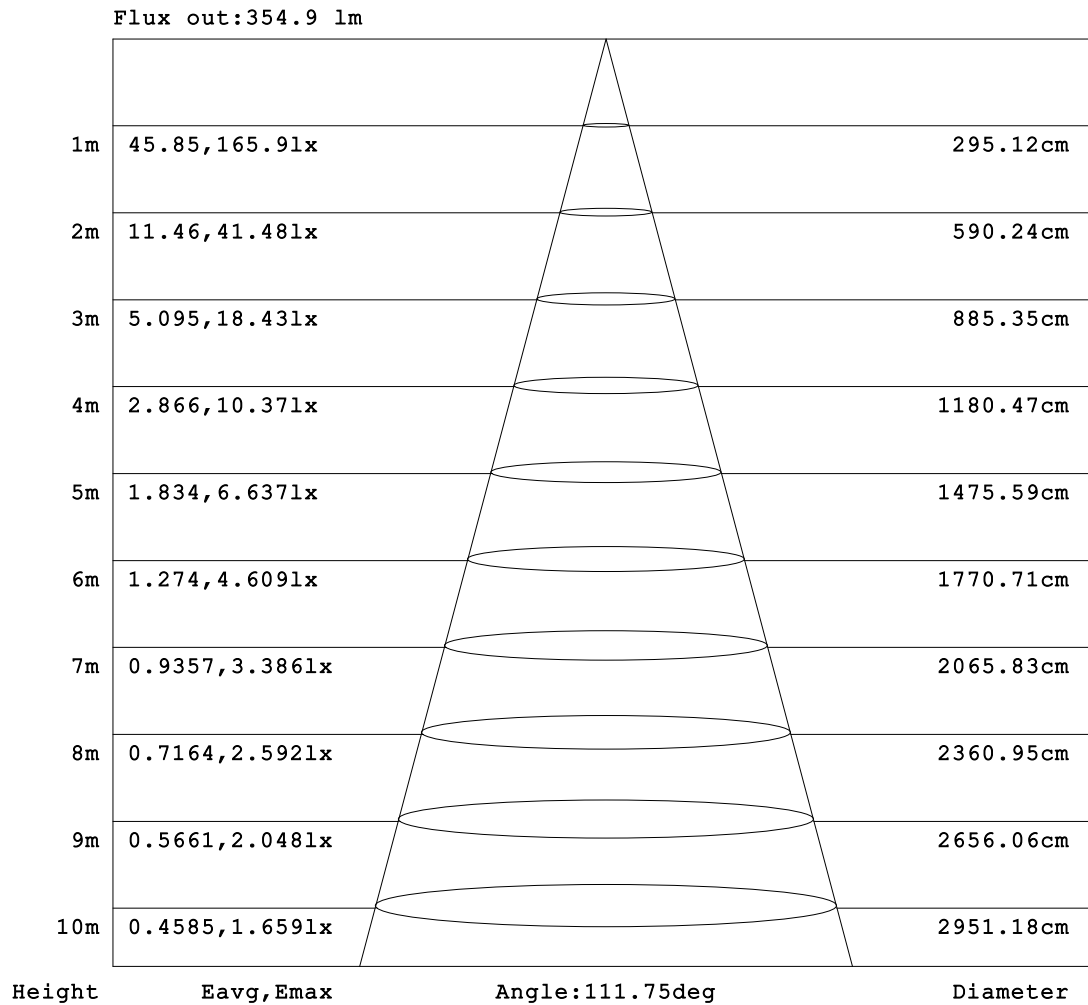 Flux out:354.9 lm
1m 45.85,165.9lx 295.12cm
2m 11.46,41.48lx 590.24cm
3m 5.095,18.43lx 885.35cm
4m 2.866,10.37lx 1180.47cm
5m 1.834,6.637lx 1475.59cm
6m 1.274,4.609lx 1770.71cm
7m 0.9357,3.386lx 2065.83cm
8m 0.7164,2.592lx 2360.95cm
9m 0.5661,2.048lx 2656.06cm
10m 0.4585,1.659lx 2951.18cm
Height Eavg,Emax Angle:111.75deg Diameter